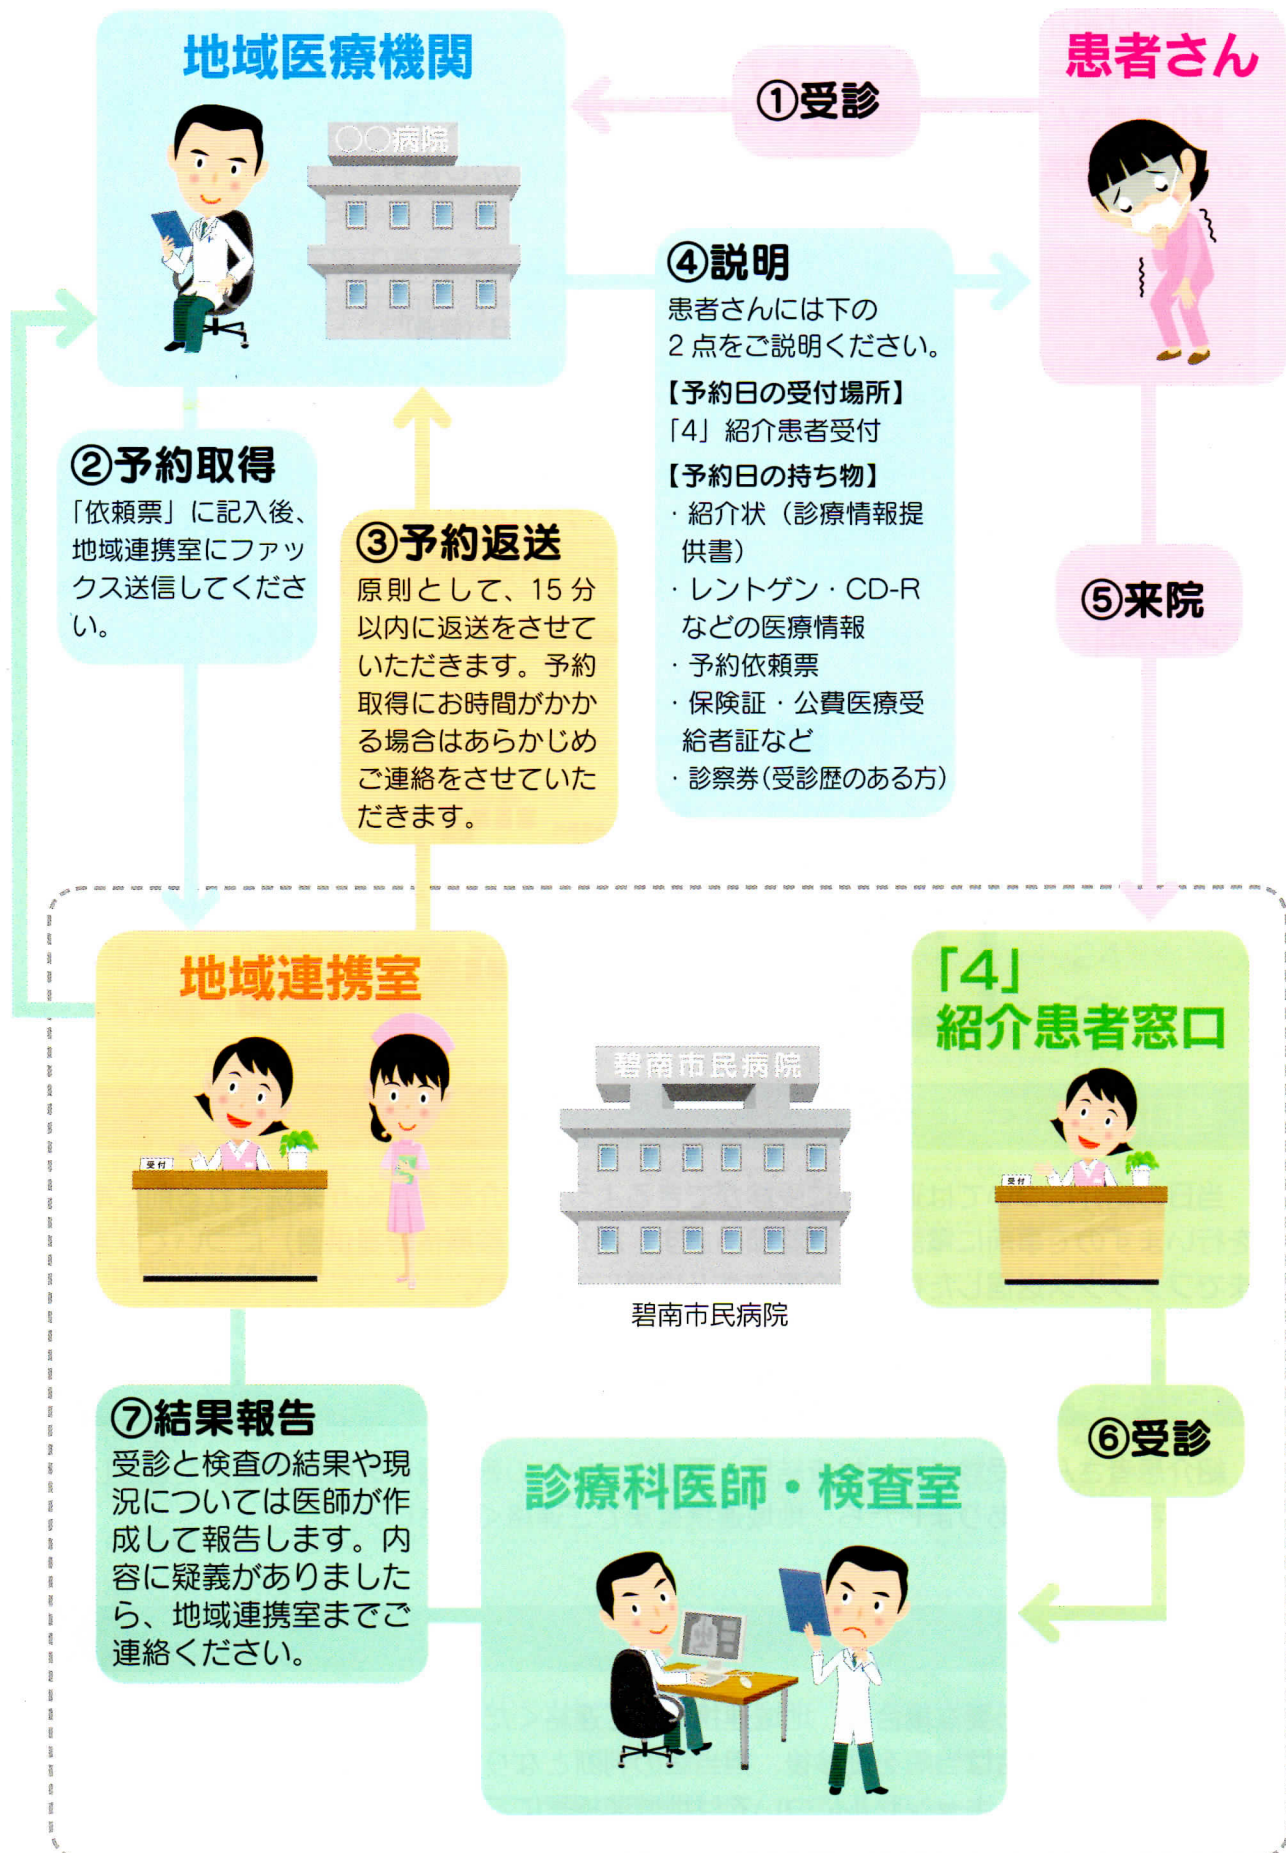 地域医療機関
〇〇病院
①受診
患者さん
④説明
患者さんには下の
2点をご説明ください。
【予約日の受付場所】
「4」紹介患者受付
【予約日の持ち物】
・紹介状（診療情報提
供書）
・レントゲン・CD-R
などの医療情報
・予約依頼票
・保険証・公費医療受
給者証など
・診察券（受診歴のある方）
②予約取得
「依頼票」に記入後、
地域連携室にファッ
クス送信してくださ
い。
③予約返送
原則として、15分
以内に返送をさせて
いただきます。予約
取得にお時間がかか
る場合はあらかじめ
ご連絡をさせていた
だきます。
⑤来院
地域連携室
受付
碧南市民病院
碧南市民病院
「4」
紹介患者窓口
受付
⑥受診
⑦結果報告
受診と検査の結果や現
況については医師が作
成して報告します。内
容に疑義がありました
ら、地域連携室までご
連絡ください。
診療科医師・検査室